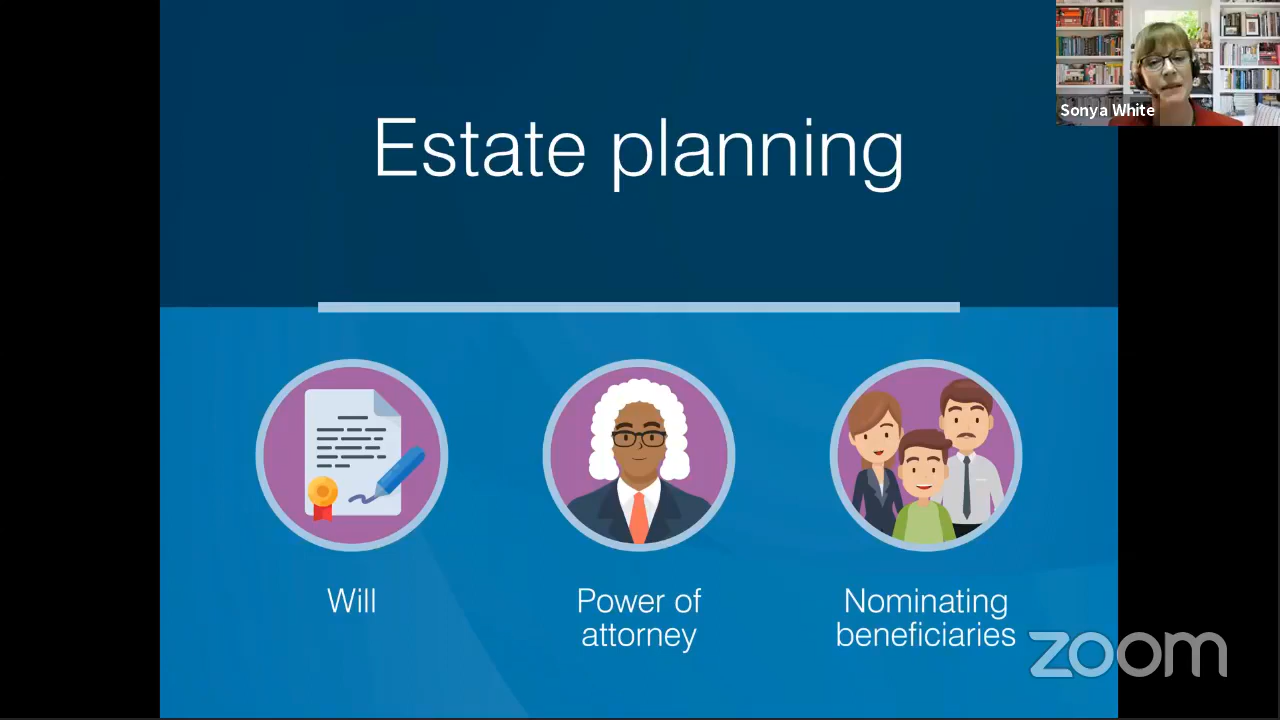 Sonya White
Estate planning
Will
Power of
attorney
Nominating
beneficiaries
zoom